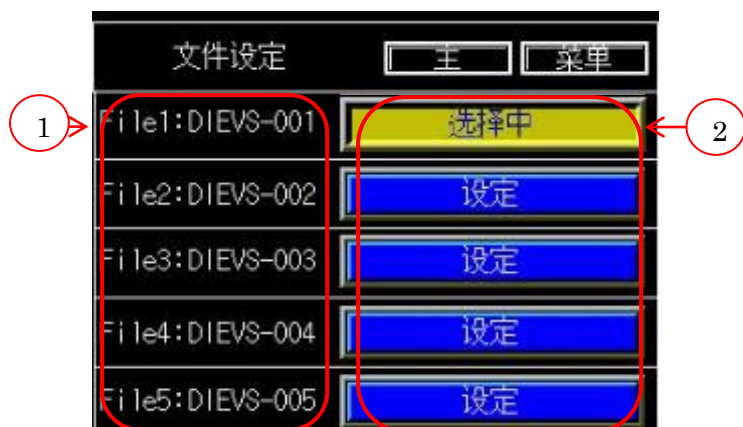 文件设定 主 菜单
1 File1:DIEVS-001 选择中 2
File2:DIEVS-002 设定
File3:DIEVS-003 设定
File4:DIEVS-004 设定
File5:DIEVS-005 设定